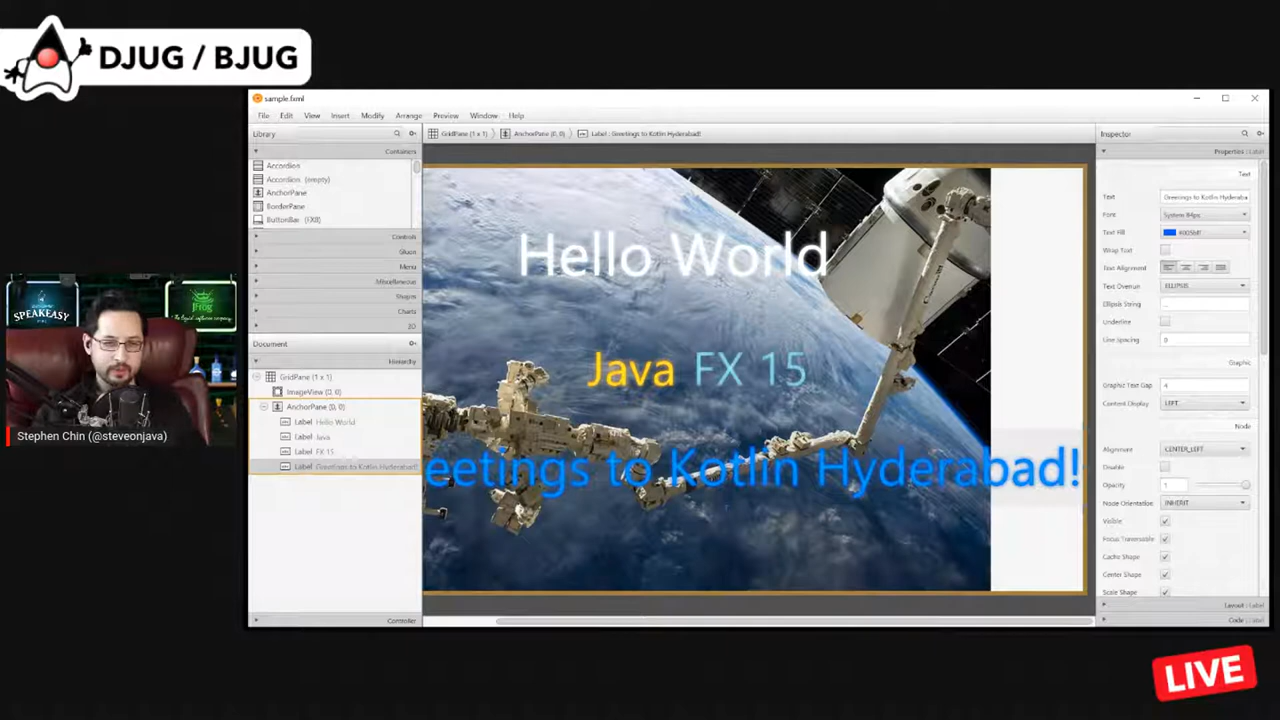 DJUG / BJUG
sample.fxml
File Edit View Insert Modify Arrange Preview Window Help
Library
GridPane (1 x 1) AnchorPane (0, 0) Label : Greetings to Kotlin Hyderabad!
Inspector
Containers
Accordion
Accordion (empty)
AnchorPane
BorderPane
ButtonBar (FX8)
Controls
Gluon
Menu
Miscellaneous
Shapes
Charts
3D
Document
Hierarchy
GridPane (1 x 1)
ImageView (0, 0)
AnchorPane (0, 0)
Label Hello World
Label Java
Label FX 15
Label Greetings to Kotlin Hyderabad!
Controller
Hello World
Java FX 15
eetings to Kotlin Hyderabad!
Properties : Label
Text
Text Greetings to Kotlin Hyderaba
Font System 84px
Text Fill
Wrap Text
Text Alignment
Text Overrun ELLIPSIS
Ellipsis String ...
Underline
Line Spacing 0
Graphic
Graphic Text Gap 4
Content Display LEFT
Node
Alignment CENTER_LEFT
Disable
Opacity 1
Node Orientation INHERIT
Visible
Focus Traversable
Cache Shape
Center Shape
Scale Shape
Layout : Label
Code : Label
SPEAKEASY
JFrog
Stephen Chin (@steveonjava)
LIVE